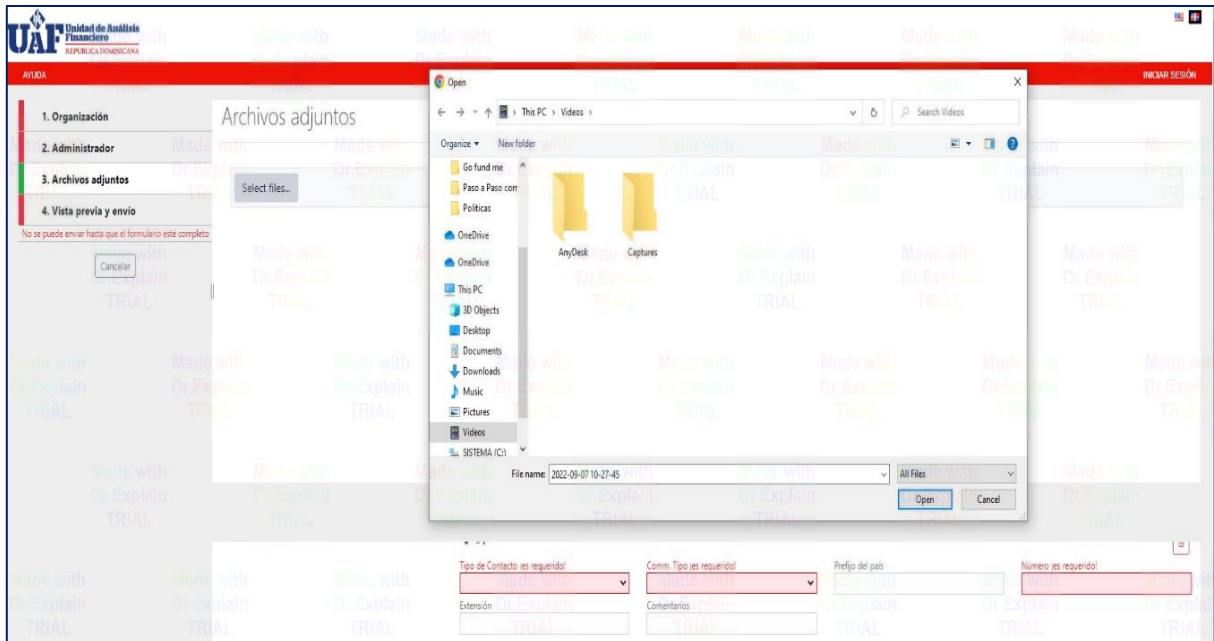 UAF Unidad de Análisis
Financiero
REPÚBLICA DOMINICANA
AYUDA
INICIAR SESIÓN
1. Organización
2. Administrador
3. Archivos adjuntos
4. Vista previa y envío
No se puede enviar hasta que el formulario esté completo
Cancelar
Archivos adjuntos
Select files...
Open
X
This PC › Videos ›
Search Videos
Organize
New folder
Go fund me
Paso a Paso com
Politicas
OneDrive
OneDrive
This PC
3D Objects
Desktop
Documents
Downloads
Music
Pictures
Videos
SISTEMA (C:)
AnyDesk
Captures
File name: 2022-09-07 10-27-45
All Files
Open
Cancel
Tipo de Contacto ¡es requerido!
Comm. Tipo ¡es requerido!
Prefijo del país
Número ¡es requerido!
Extensión
Comentarios
Made with
Dr.Explain
TRIAL